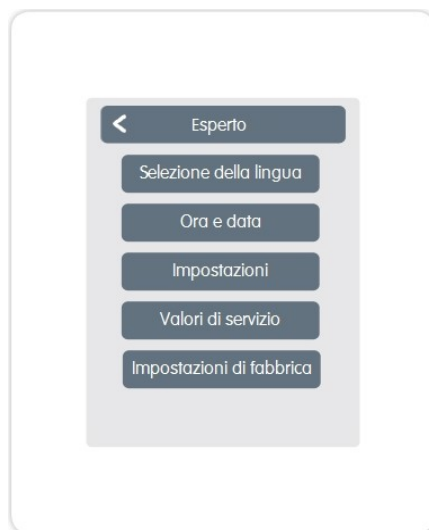 Esperto
Selezione della lingua
Ora e data
Impostazioni
Valori di servizio
Impostazioni di fabbrica